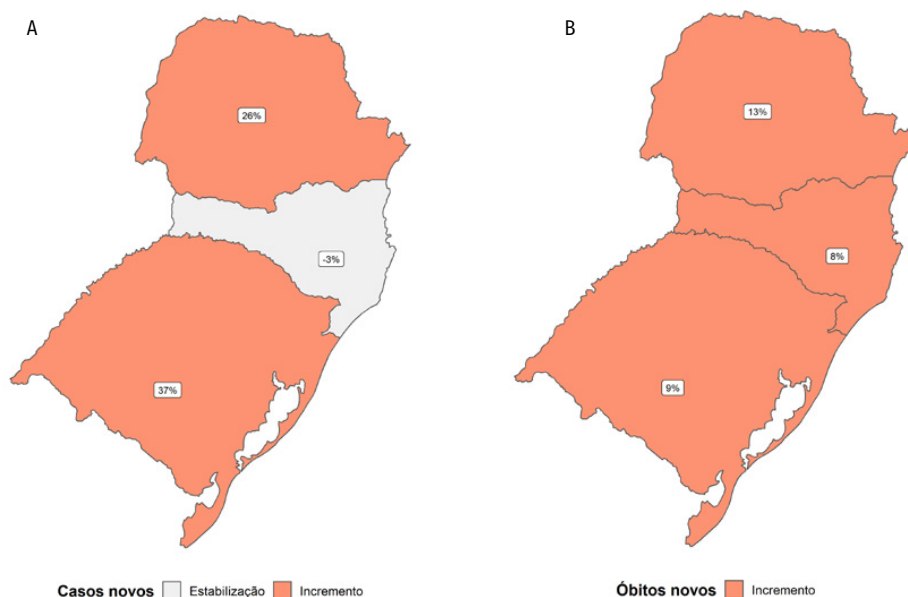 A
B
26%
13%
-3%
8%
37%
9%
Casos novos Estabilização Incremento
Óbitos novos Incremento